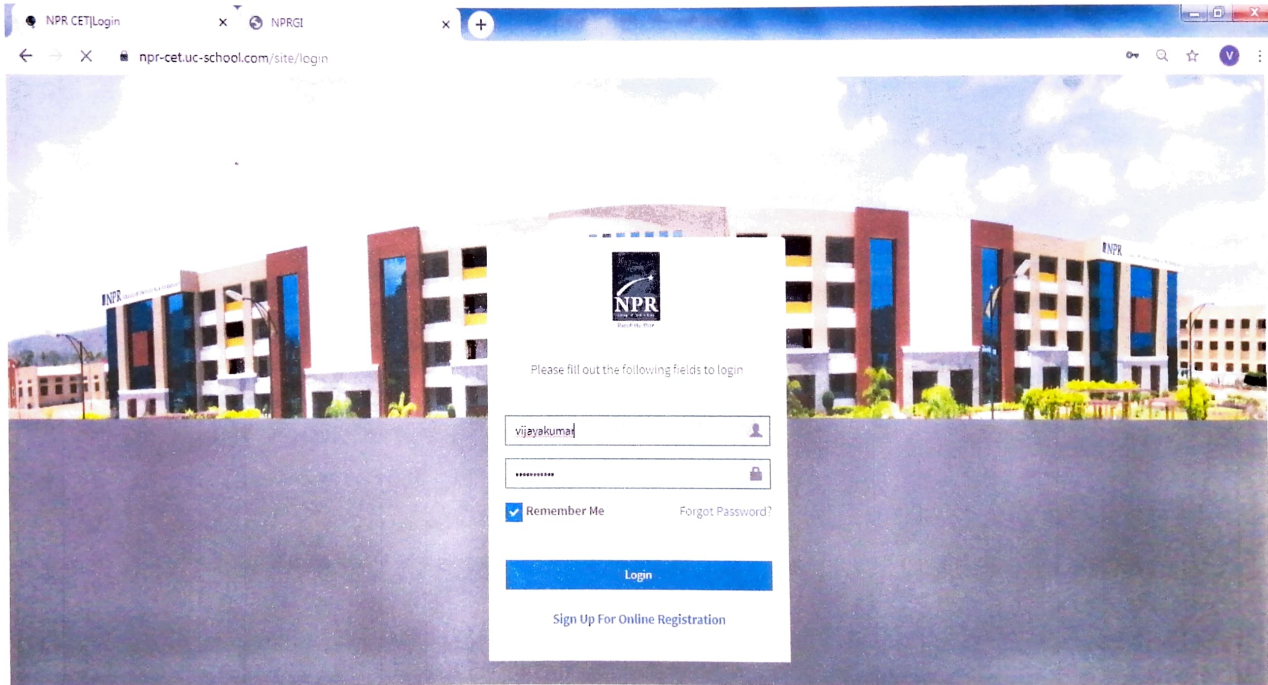 NPR CET|Login
NPRGI
npr-cet.uc-school.com/site/login
V
NPR
NPR
NPR
Please fill out the following fields to login
vijayakumar
Remember Me
Forgot Password?
Login
Sign Up For Online Registration